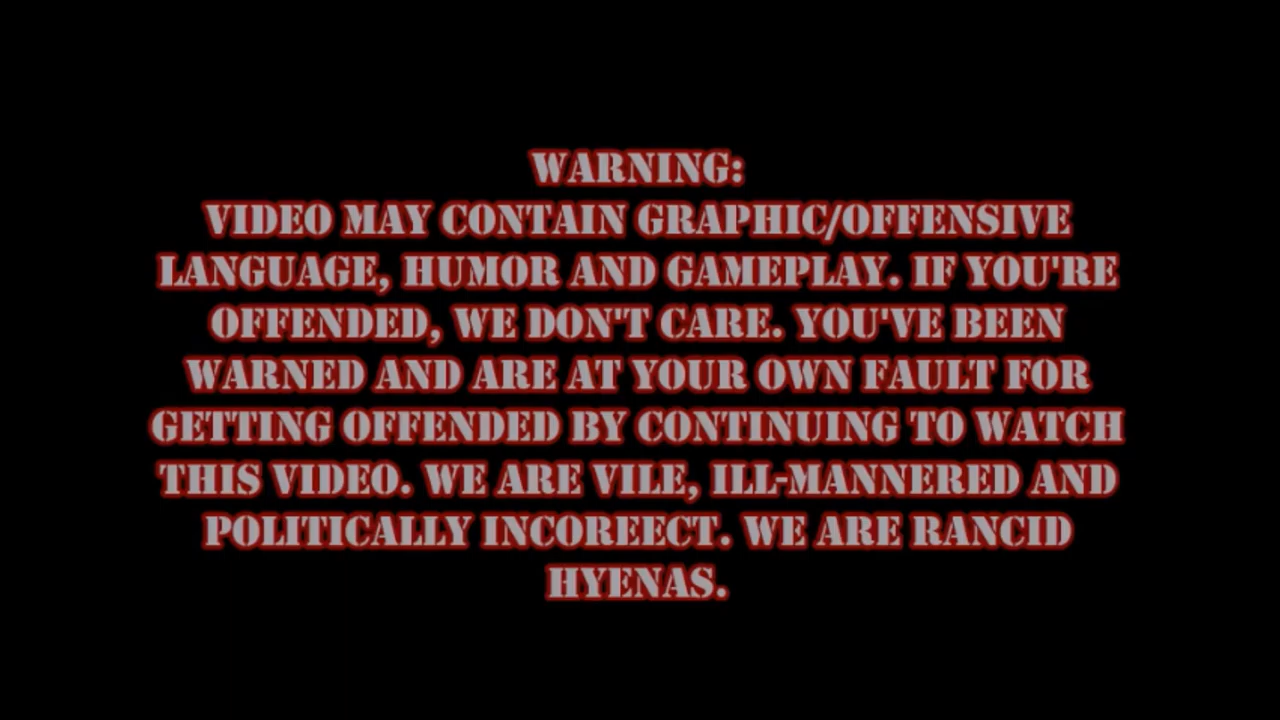 WARNING:
VIDEO MAY CONTAIN GRAPHIC/OFFENSIVE
LANGUAGE, HUMOR AND GAMEPLAY. IF YOU'RE
OFFENDED, WE DON'T CARE. YOU'VE BEEN
WARNED AND ARE AT YOUR OWN FAULT FOR
GETTING OFFENDED BY CONTINUING TO WATCH
THIS VIDEO. WE ARE VILE, ILL-MANNERED AND
POLITICALLY INCOREECT. WE ARE RANCID
HYENAS.